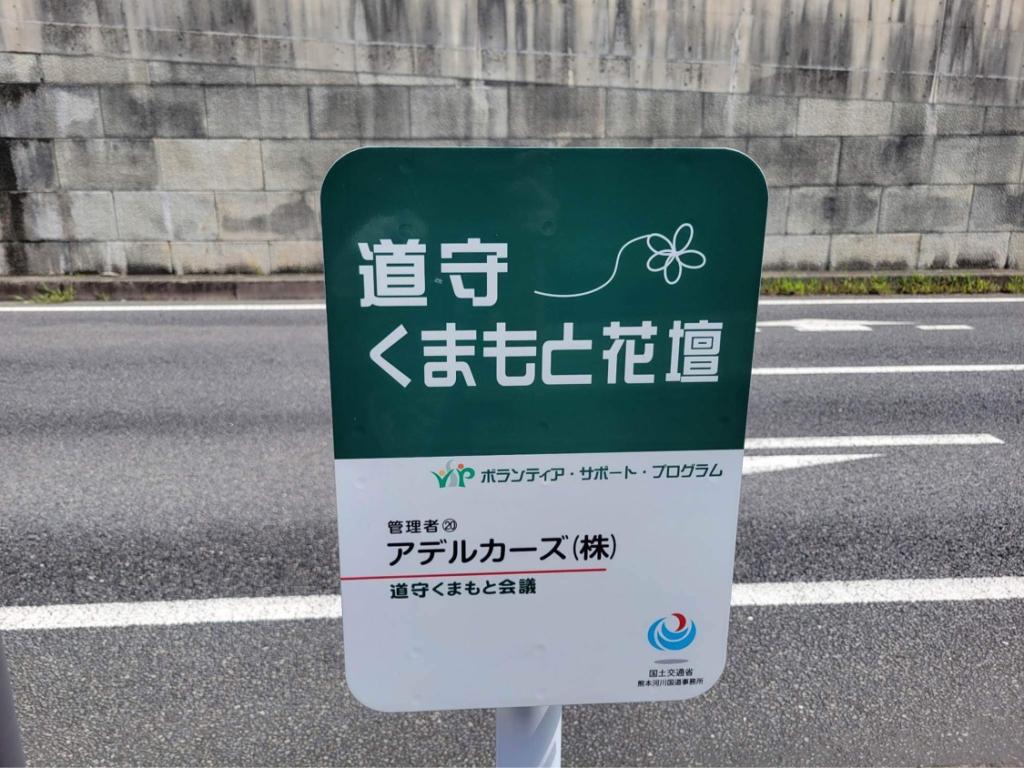 道守
くまもと花壇
VSP ボランティア・サポート・プログラム
管理者⑳
アデルカーズ(株)
道守くまもと会議
国土交通省
熊本河川国道事務所